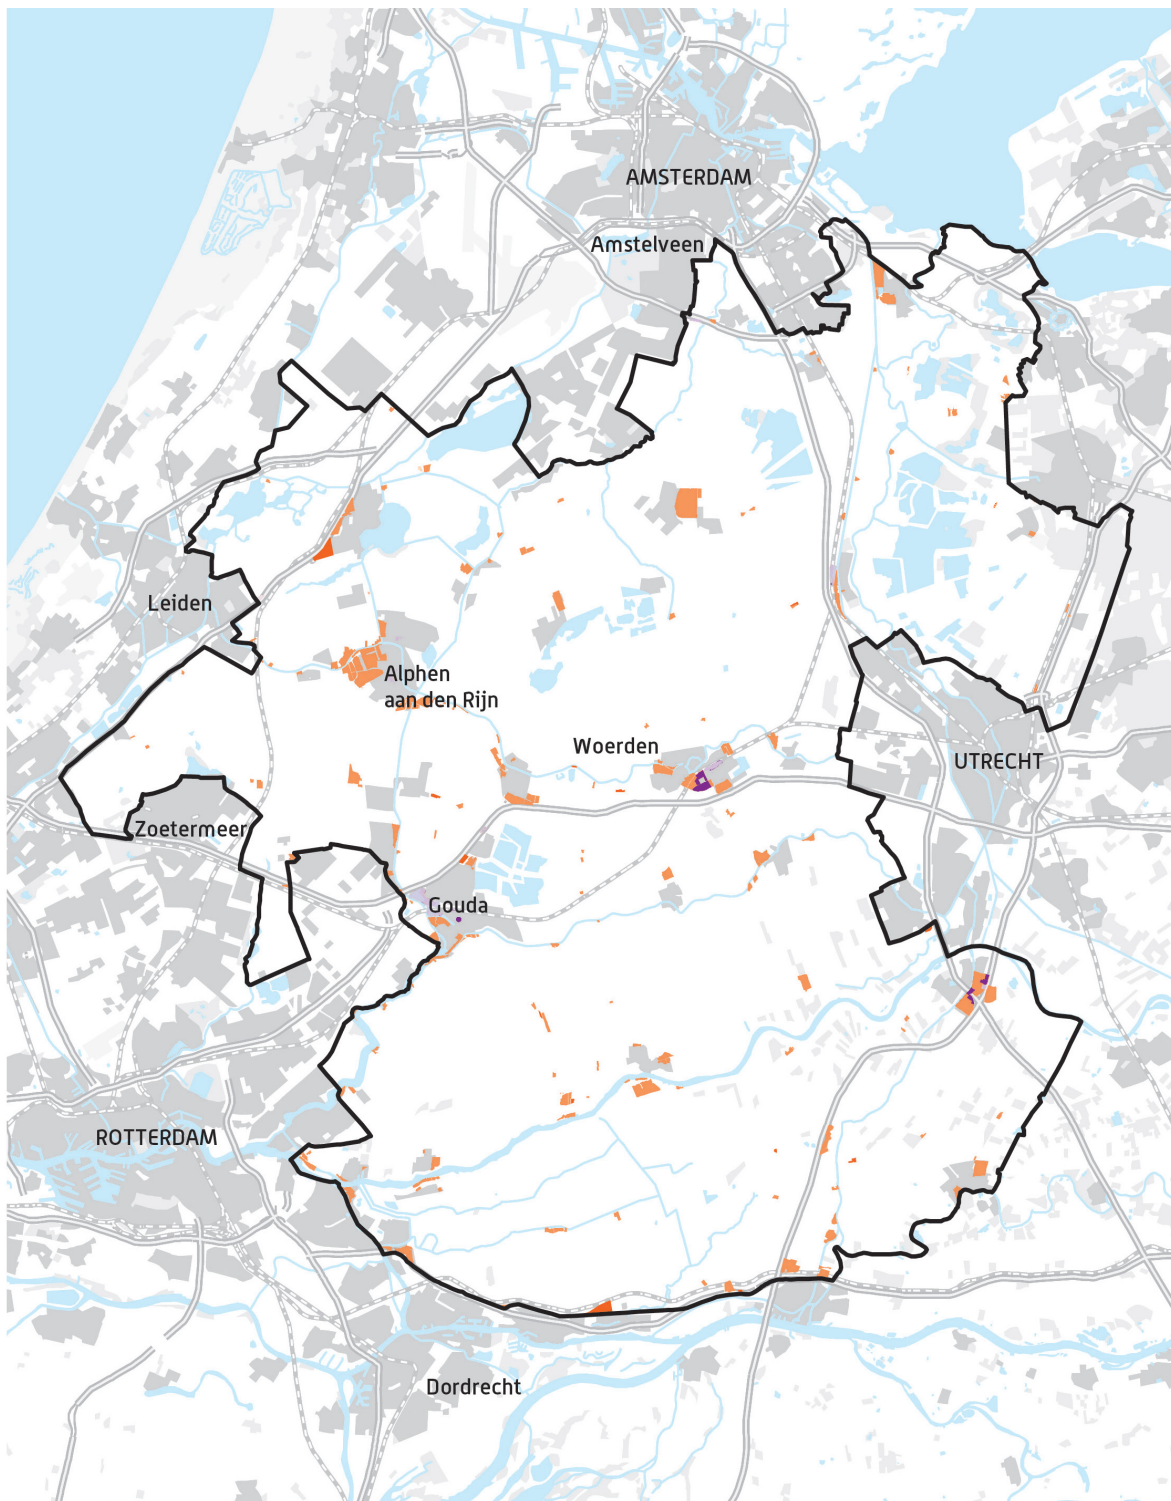 AMSTERDAM
Amstelveen
Leiden
Alphen
aan den Rijn
Woerden
UTRECHT
Zoetermeer
Gouda
ROTTERDAM
Dordrecht